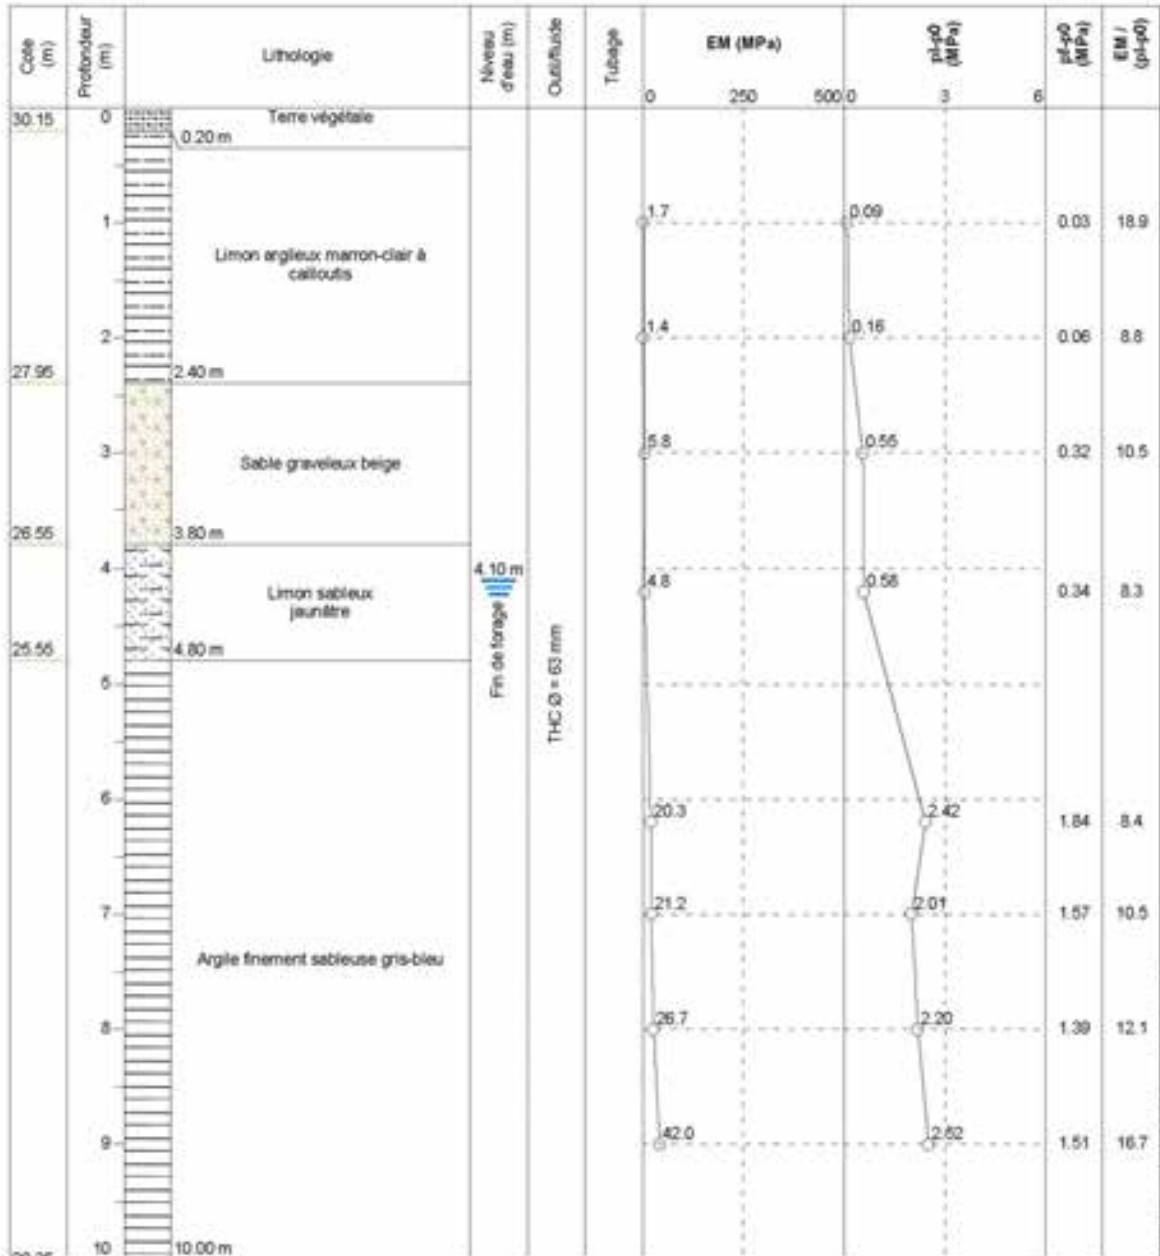 Cote
(m)
Profondeur
(m)
Lithologie
Niveau
d'eau (m)
Outil/fluide
Tubage
EM (MPa)
0 250 500
pl-p0
(MPa)
0 3 6
pf-p0
(MPa)
EM /
(pl-p0)
30.15
0
Terre végétale
0.20 m
1
Limon argileux marron-clair à
cailloutis
1.7
0.09
0.03
18.9
2
1.4
0.16
0.06
8.8
27.95
2.40 m
3
Sable graveleux beige
5.8
0.55
0.32
10.5
26.55
3.80 m
4
4.10 m
Limon sableux
jaunâtre
Fin de forage
4.8
0.58
0.34
8.3
25.55
4.80 m
THC Ø = 63 mm
5
6
20.3
2.42
1.84
8.4
7
21.2
2.01
1.57
10.5
Argile finement sableuse gris-bleu
8
26.7
2.20
1.39
12.1
9
42.0
2.52
1.51
16.7
10
10.00 m